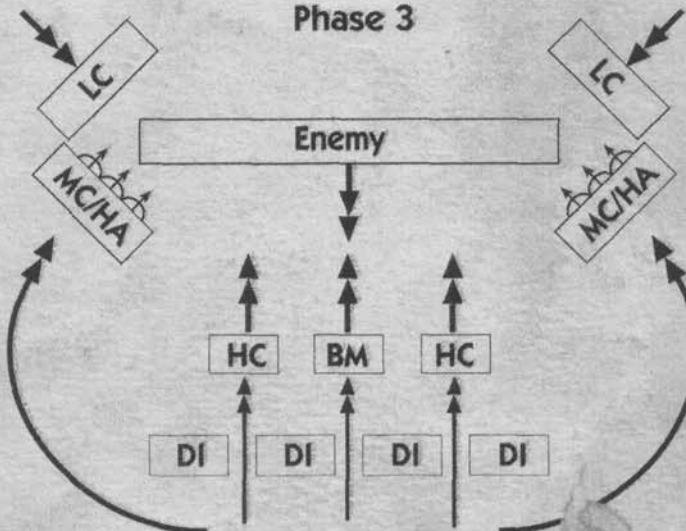 Phase 3
LC
LC
Enemy
MC/HA
MC/HA
HC BM HC
DI DI DI DI